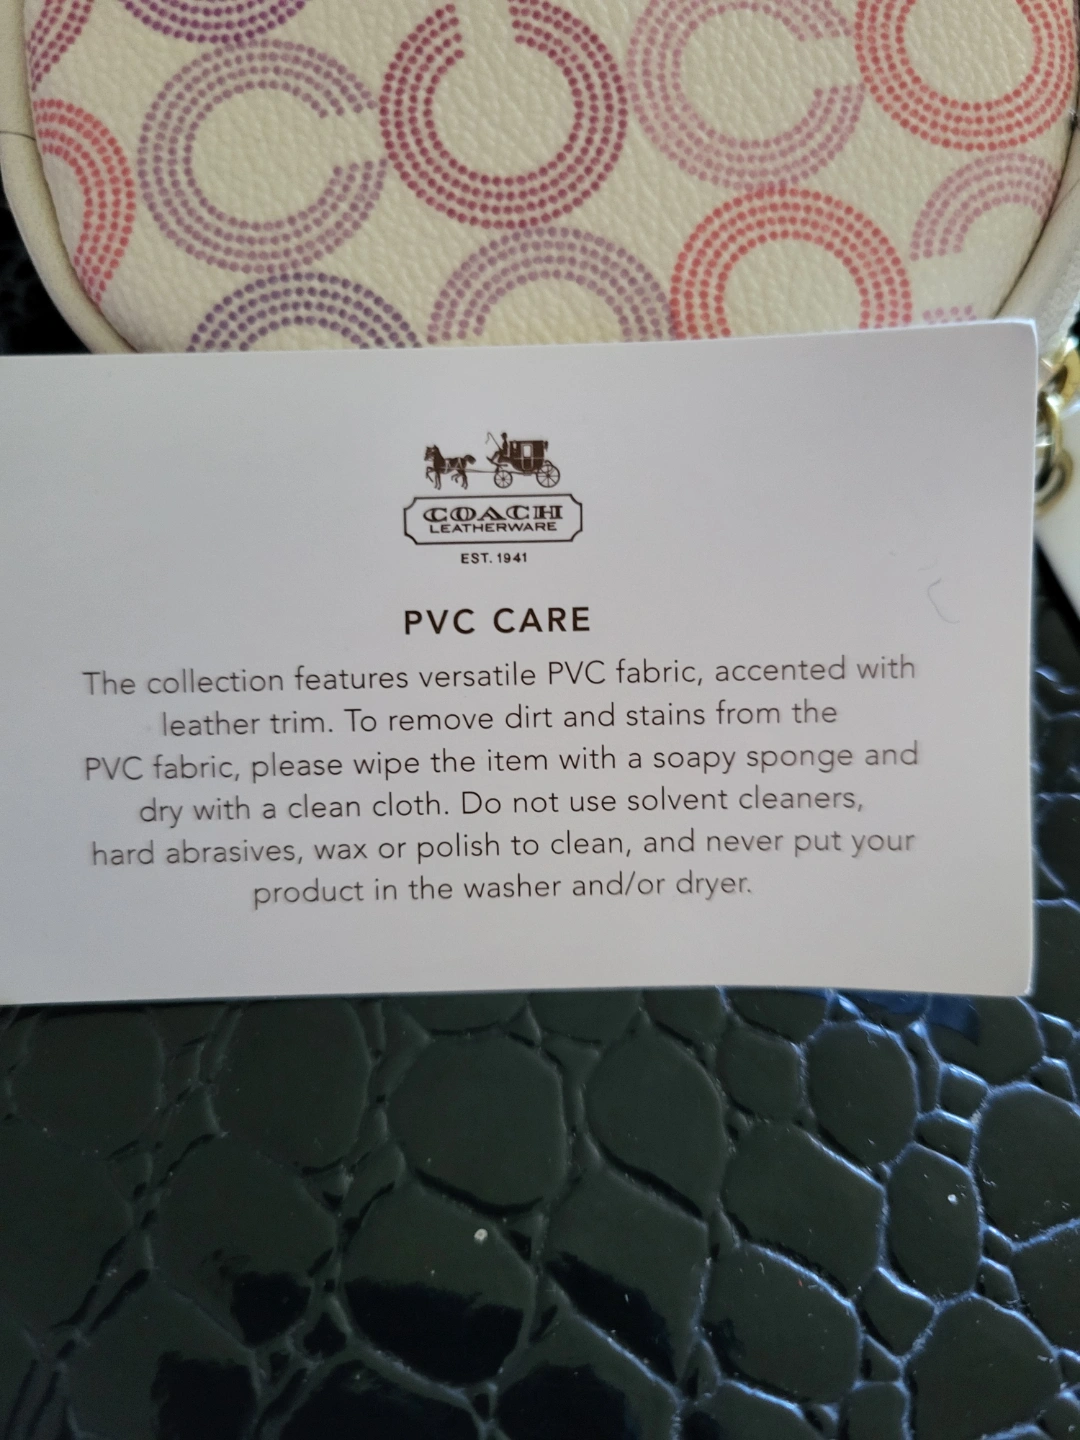 COACH
LEATHERWARE
EST. 1941
PVC CARE
The collection features versatile PVC fabric, accented with
leather trim. To remove dirt and stains from the
PVC fabric, please wipe the item with a soapy sponge and
dry with a clean cloth. Do not use solvent cleaners,
hard abrasives, wax or polish to clean, and never put your
product in the washer and/or dryer.